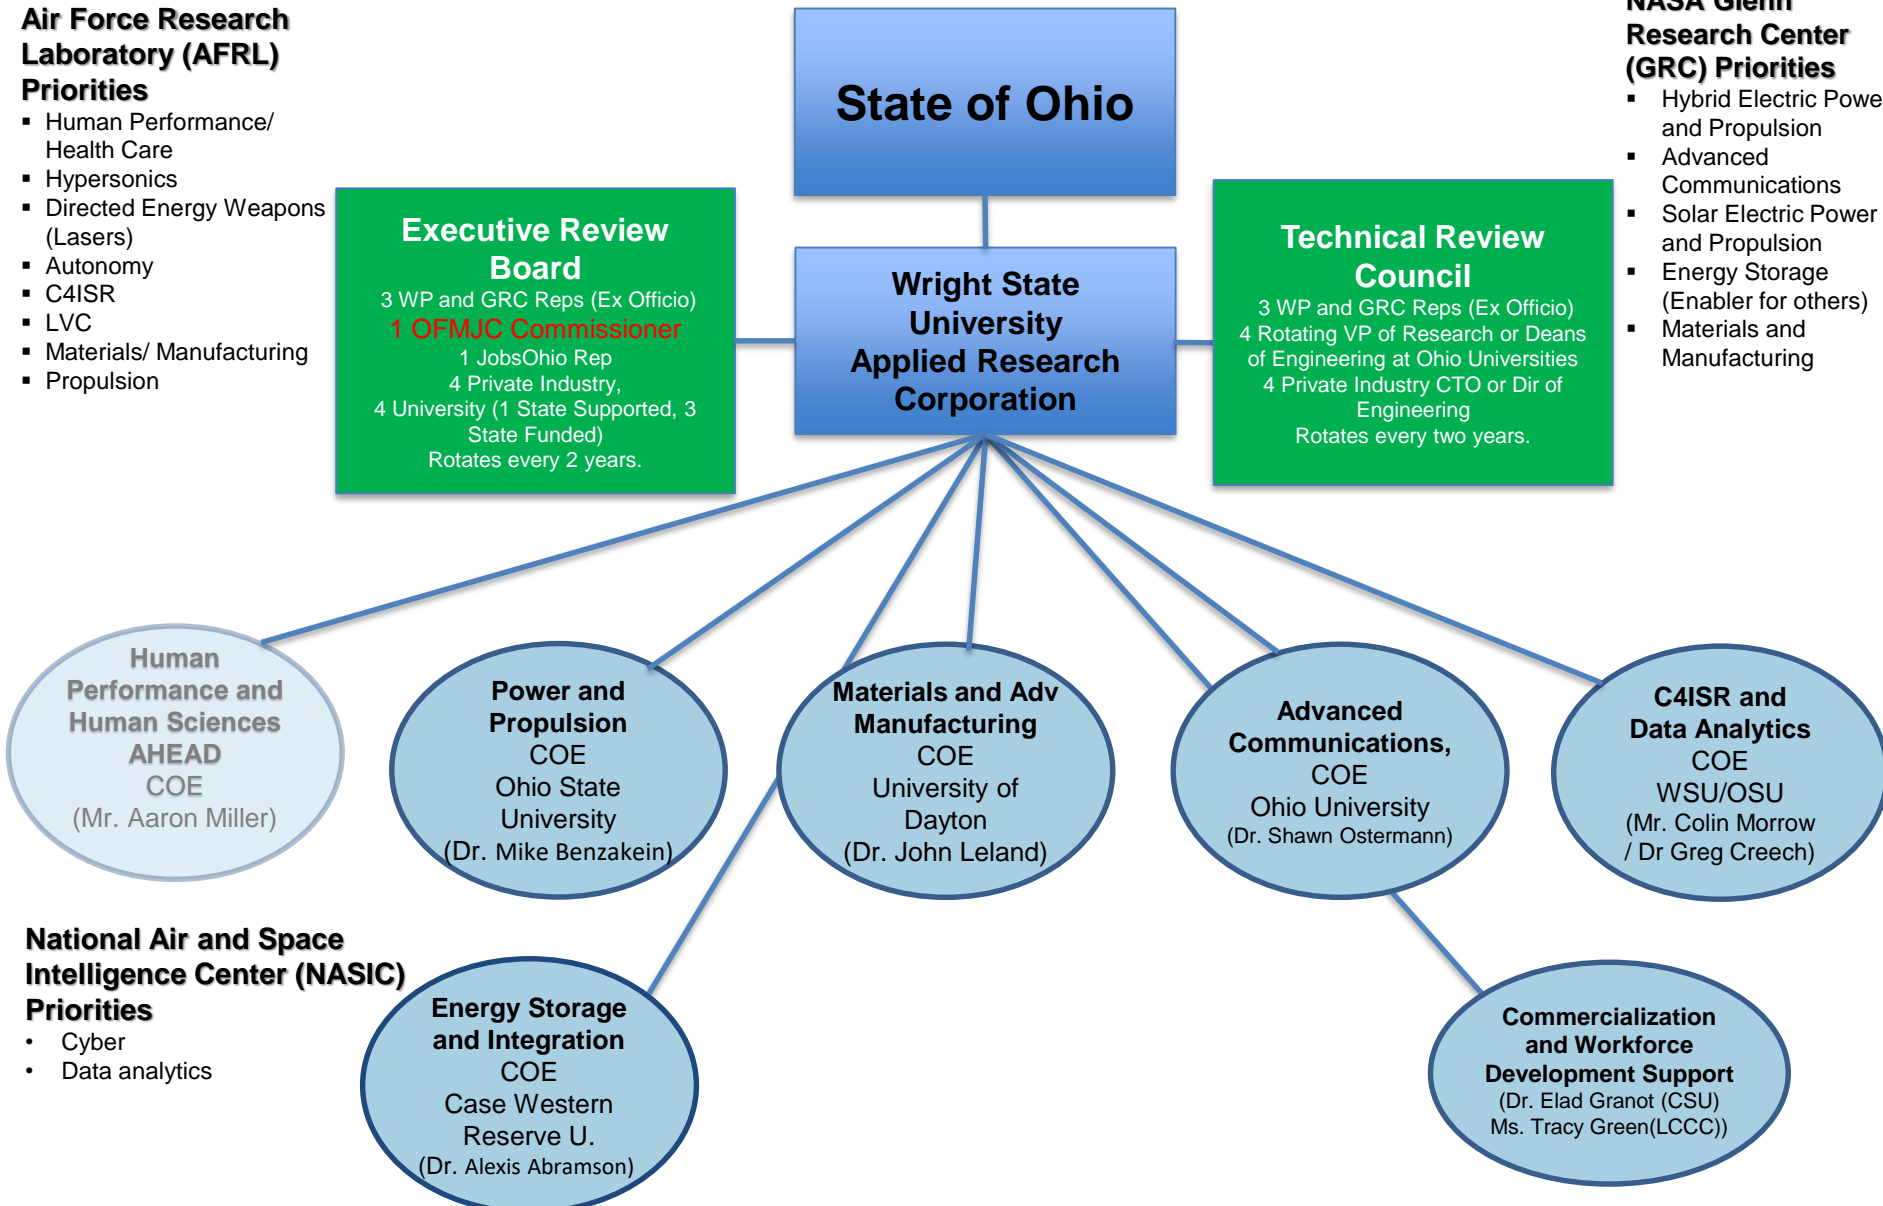 Air Force Research
Laboratory (AFRL)
Priorities
▪ Human Performance/
Health Care
▪ Hypersonics
▪ Directed Energy Weapons
(Lasers)
▪ Autonomy
▪ C4ISR
▪ LVC
▪ Materials/ Manufacturing
▪ Propulsion
State of Ohio
NASA Glenn
Research Center
(GRC) Priorities
▪ Hybrid Electric Powe
and Propulsion
▪ Advanced
Communications
▪ Solar Electric Power
and Propulsion
▪ Energy Storage
(Enabler for others)
▪ Materials and
Manufacturing
Executive Review
Board
3 WP and GRC Reps (Ex Officio)
1 OFMJC Commissioner
1 JobsOhio Rep
4 Private Industry,
4 University (1 State Supported, 3
State Funded)
Rotates every 2 years.
Wright State
University
Applied Research
Corporation
Technical Review
Council
3 WP and GRC Reps (Ex Officio)
4 Rotating VP of Research or Deans
of Engineering at Ohio Universities
4 Private Industry CTO or Dir of
Engineering
Rotates every two years.
Human
Performance and
Human Sciences
AHEAD
COE
(Mr. Aaron Miller)
Power and
Propulsion
COE
Ohio State
University
(Dr. Mike Benzakein)
Materials and Adv
Manufacturing
COE
University of
Dayton
(Dr. John Leland)
Advanced
Communications,
COE
Ohio University
(Dr. Shawn Ostermann)
C4ISR and
Data Analytics
COE
WSU/OSU
(Mr. Colin Morrow
/ Dr Greg Creech)
National Air and Space
Intelligence Center (NASIC)
Priorities
• Cyber
• Data analytics
Energy Storage
and Integration
COE
Case Western
Reserve U.
(Dr. Alexis Abramson)
Commercialization
and Workforce
Development Support
(Dr. Elad Granot (CSU)
Ms. Tracy Green(LCCC))